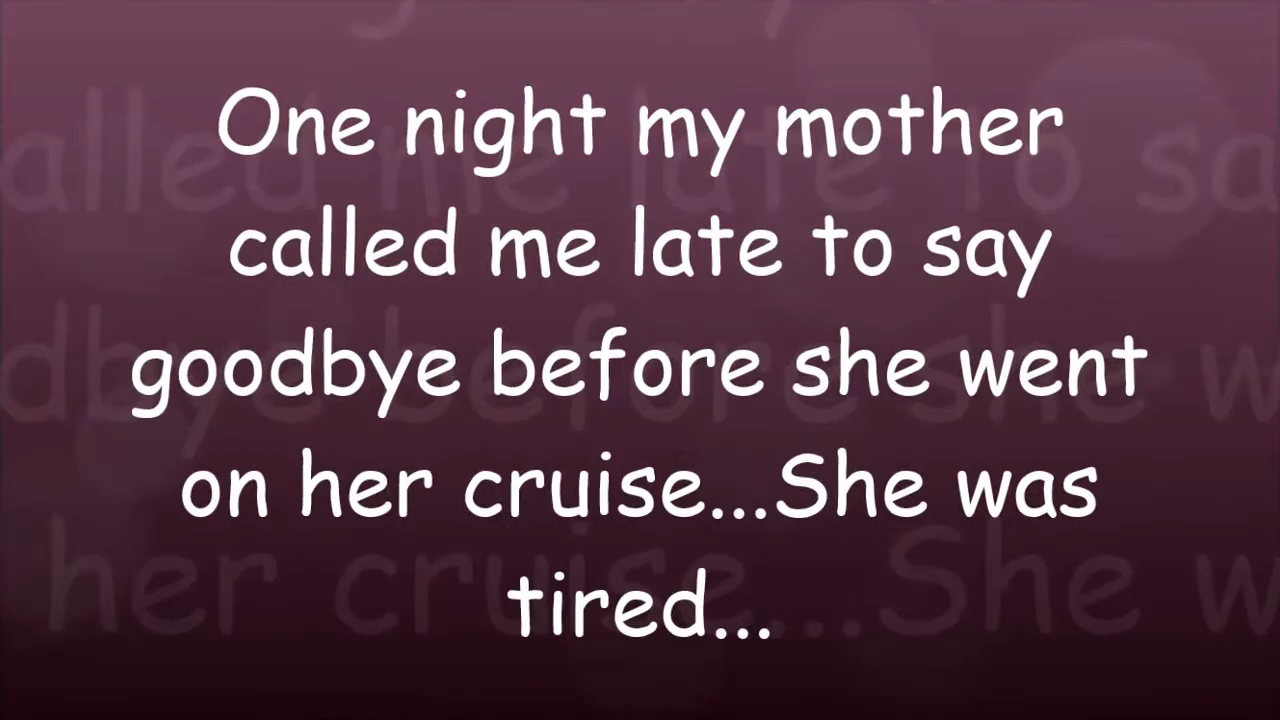 One night my mother
called me late to say
goodbye before she went
on her cruise...She was
tired...